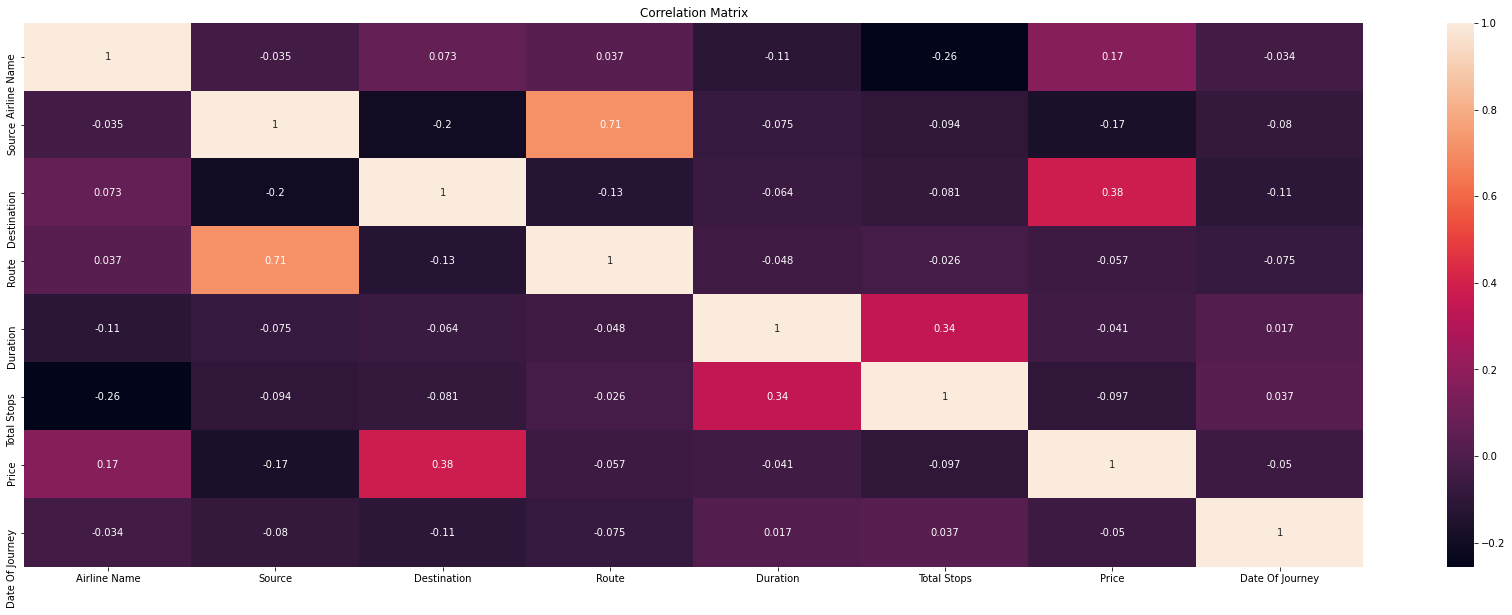 Correlation Matrix
Airline Name 1 -0.035 0.073 0.037 -0.11 -0.26 0.17 -0.034
Source -0.035 1 -0.2 0.71 -0.075 -0.094 -0.17 -0.08
Destination 0.073 -0.2 1 -0.13 -0.064 -0.081 0.38 -0.11
Route 0.037 0.71 -0.13 1 -0.048 -0.026 -0.057 -0.075
Duration -0.11 -0.075 -0.064 -0.048 1 0.34 -0.041 0.017
Total Stops -0.26 -0.094 -0.081 -0.026 0.34 1 -0.097 0.037
Price 0.17 -0.17 0.38 -0.057 -0.041 -0.097 1 -0.05
Date Of Journey -0.034 -0.08 -0.11 -0.075 0.017 0.037 -0.05 1
Airline Name Source Destination Route Duration Total Stops Price Date Of Journey
1.0
0.8
0.6
0.4
0.2
0.0
−0.2